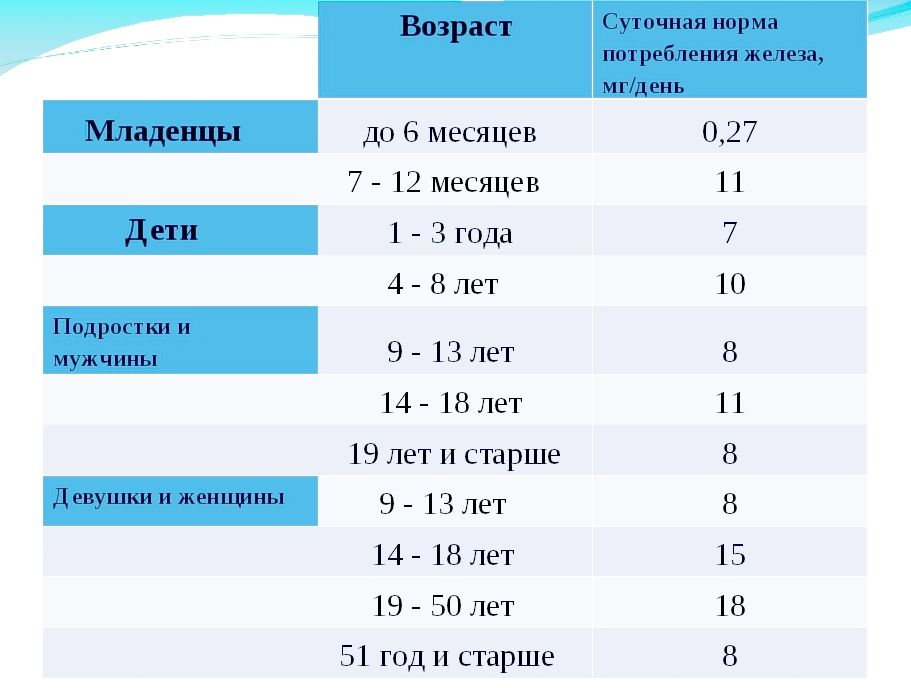 Возраст
Суточная норма
потребления железа,
мг/день
Младенцы
до 6 месяцев
0,27
7 - 12 месяцев
11
Дети
1 - 3 года
7
4 - 8 лет
10
Подростки и
мужчины
9 - 13 лет
8
14 - 18 лет
11
19 лет и старше
8
Девушки и женщины
9 - 13 лет
8
14 - 18 лет
15
19 - 50 лет
18
51 год и старше
8